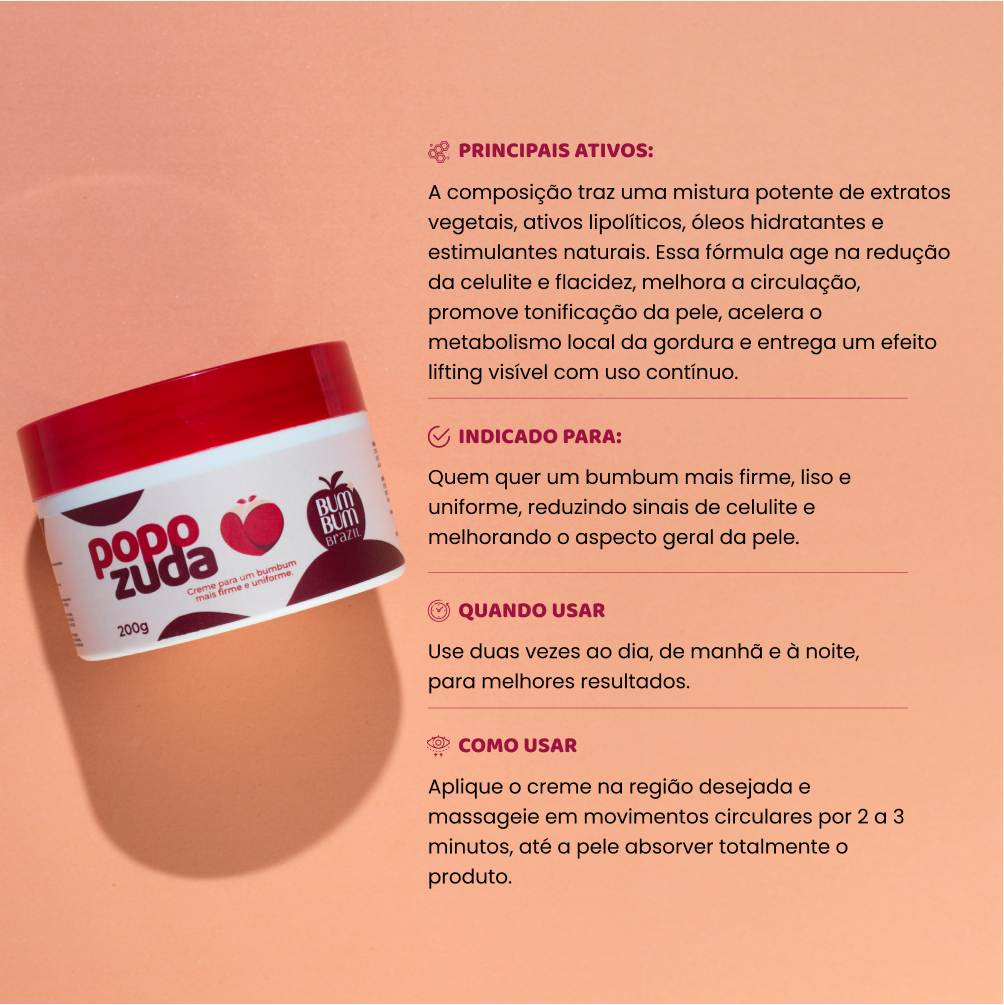 PRINCIPAIS ATIVOS:
A composição traz uma mistura potente de extratos
vegetais, ativos lipolíticos, óleos hidratantes e
estimulantes naturais. Essa fórmula age na redução
da celulite e flacidez, melhora a circulação,
promove tonificação da pele, acelera o
metabolismo local da gordura e entrega um efeito
lifting visível com uso contínuo.
INDICADO PARA:
Quem quer um bumbum mais firme, liso e
uniforme, reduzindo sinais de celulite e
melhorando o aspecto geral da pele.
QUANDO USAR
Use duas vezes ao dia, de manhã e à noite,
para melhores resultados.
COMO USAR
Aplique o creme na região desejada e
massageie em movimentos circulares por 2 a 3
minutos, até a pele absorver totalmente o
produto.
popo
zuda
Creme para um bumbum
mais firme e uniforme.
200g
BUM
BUM
BRAZIL